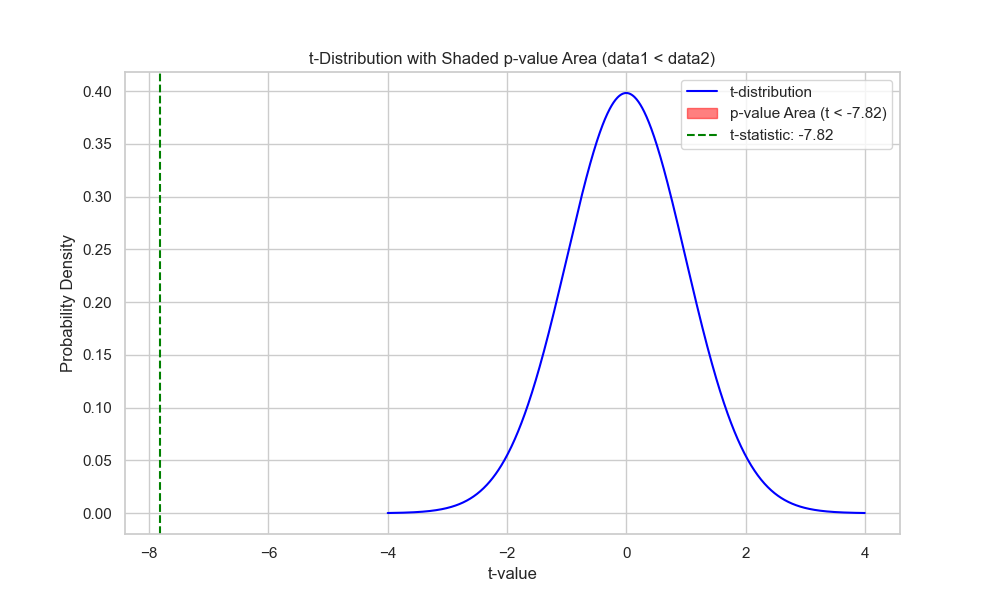 t-Distribution with Shaded p-value Area (data1 < data2)
t-distribution
p-value Area (t < -7.82)
t-statistic: -7.82
0.40
0.35
0.30
0.25
0.20
0.15
0.10
0.05
0.00
Probability Density
−8
−6
−4
−2
0
2
4
t-value